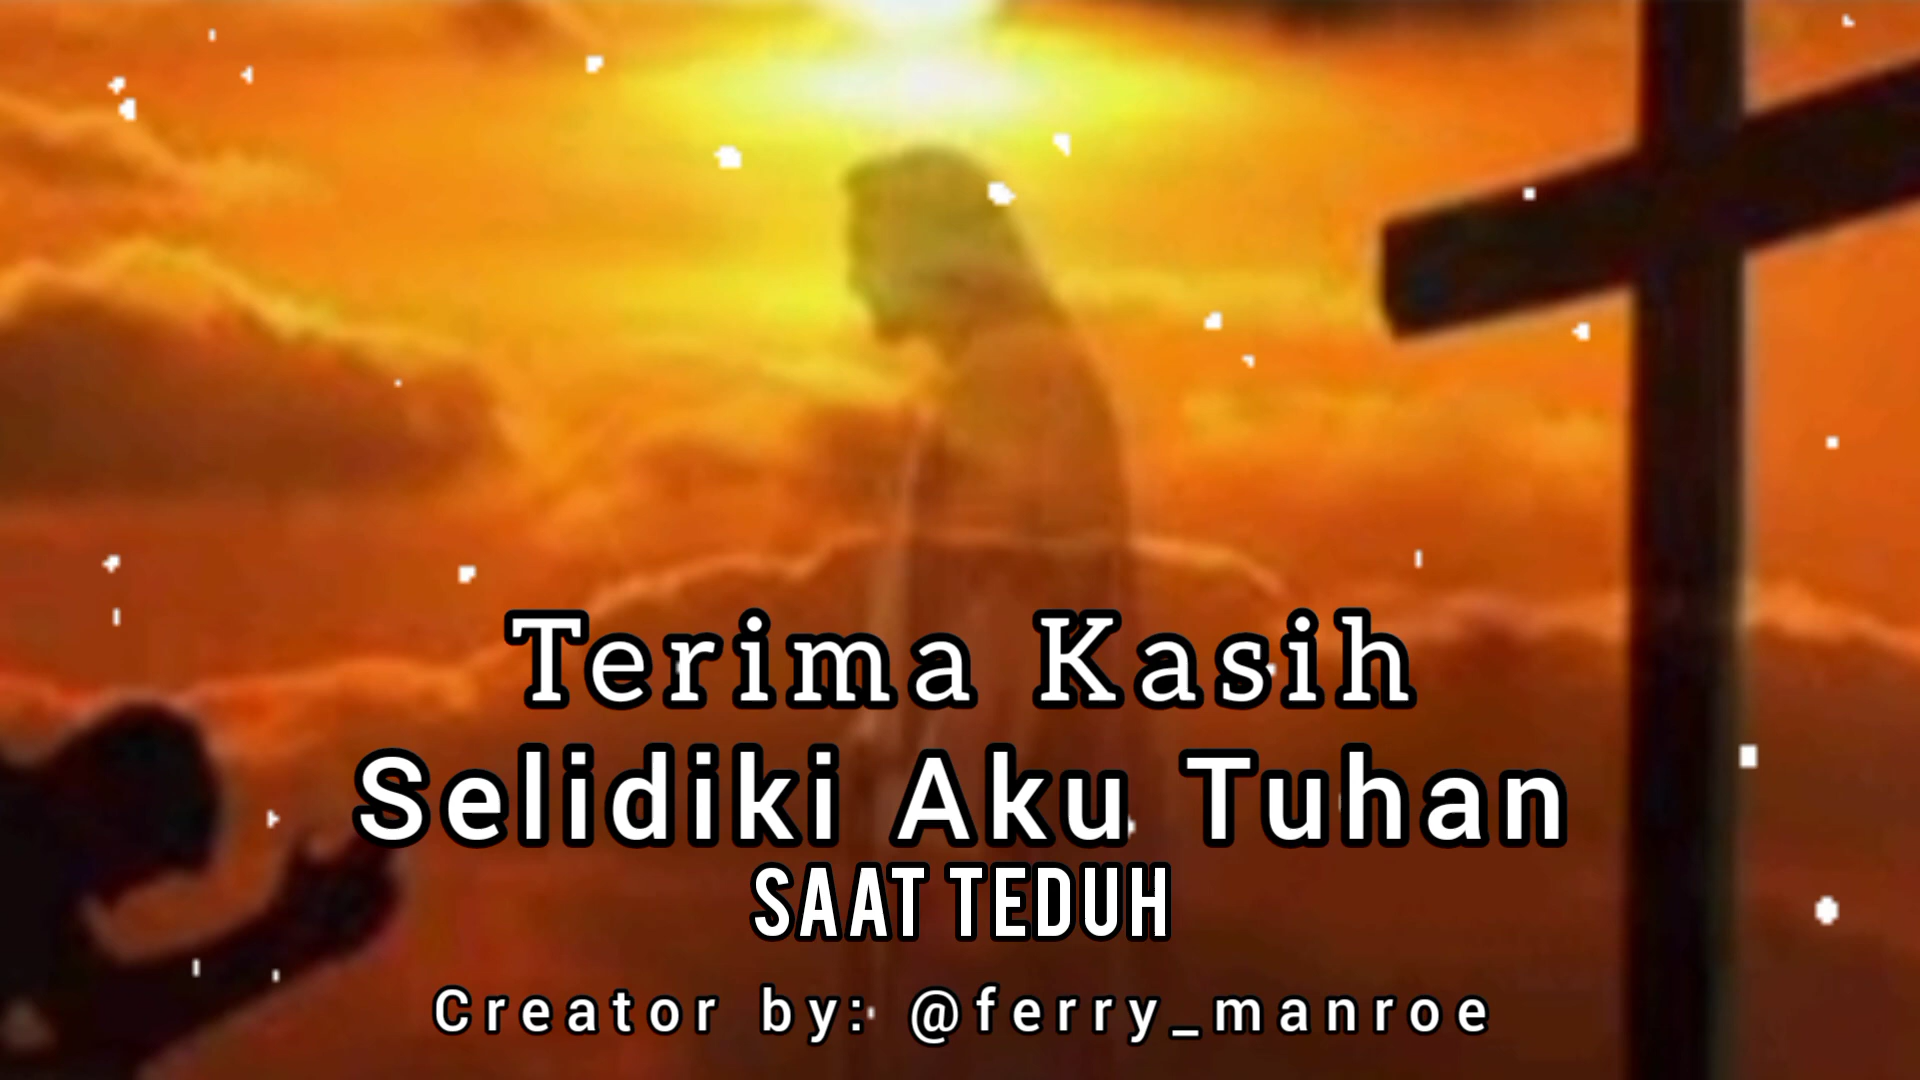 Terima Kasih
Selidiki Aku Tuhan
SAAT TEDUH
Creator by: @ferry_manroe